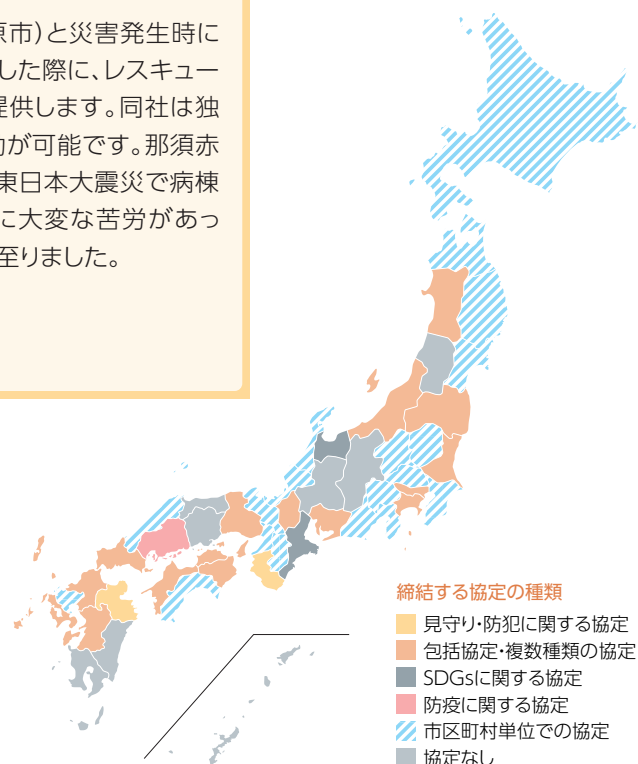 原市)と災害発生時に
した際に、レスキュー
提供します。同社は独
が可能です。那須赤
東日本大震災で病棟
に大変な苦労があっ
至りました。
締結する協定の種類
見守り・防犯に関する協定
包括協定・複数種類の協定
SDGsに関する協定
防疫に関する協定
市区町村単位での協定
協定なし